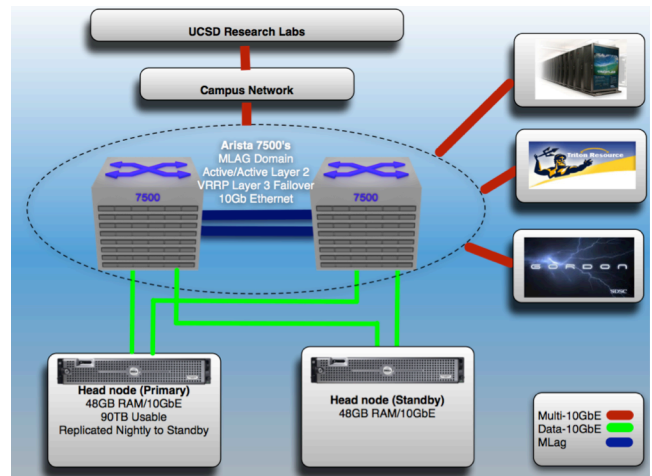 UCSD Research Labs
Campus Network
Arista 7500's
MLAG Domain
Active/Active Layer 2
VRRP Layer 3 Failover
10Gb Ethernet
7500
7500
Triton Resource
GORDON
SDSC
Head node (Primary)
48GB RAM/10GbE
90TB Usable
Replicated Nightly to Standby
Head node (Standby)
48GB RAM/10GbE
Multi-10GbE
Data-10GbE
MLag